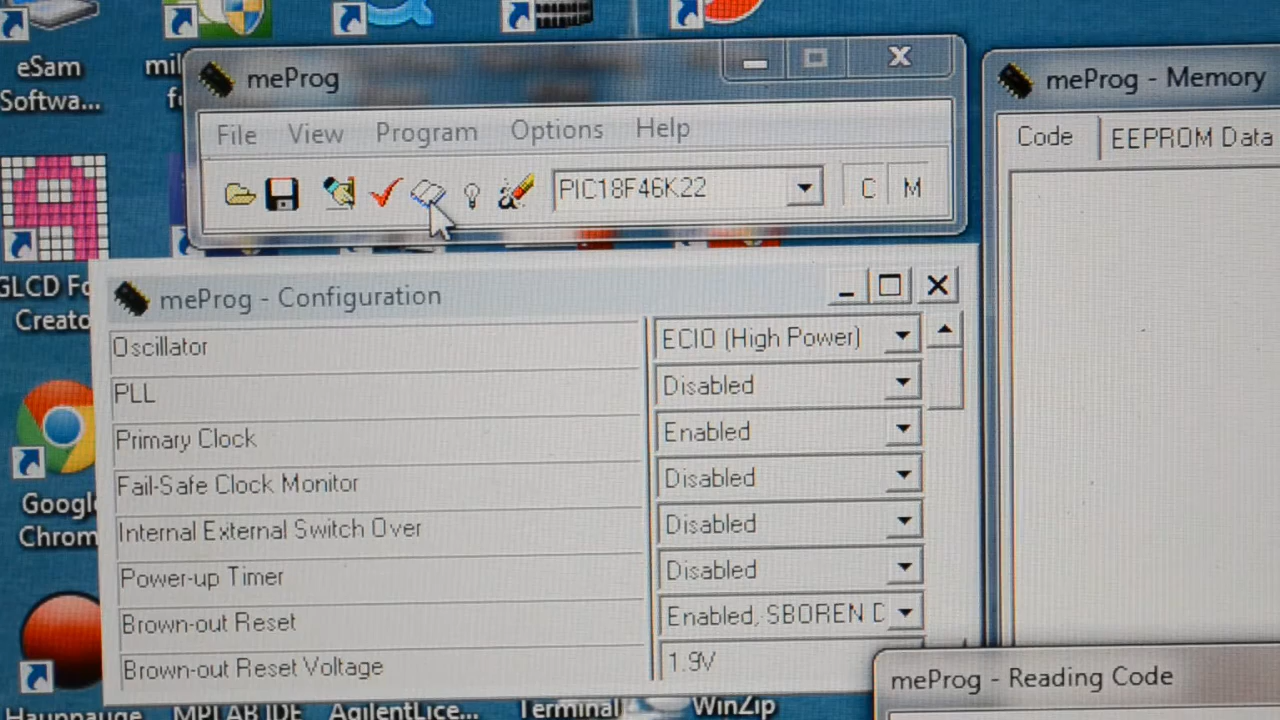 eSam
Softwa...
mil
meProg
File View Program Options Help
PIC18F46K22
C M
meProg - Memory
Code EEPROM Data
GLCD Fo
Creato
meProg - Configuration
Oscillator ECIO (High Power)
PLL Disabled
Primary Clock Enabled
Fail-Safe Clock Monitor Disabled
Internal External Switch Over Disabled
Power-up Timer Disabled
Brown-out Reset Enabled, SBOREN D
Brown-out Reset Voltage 1.9V
Google
Chrom
meProg - Reading Code
Hauppauge
MPLAB IDE
AgilentLice...
Terminal
WinZip